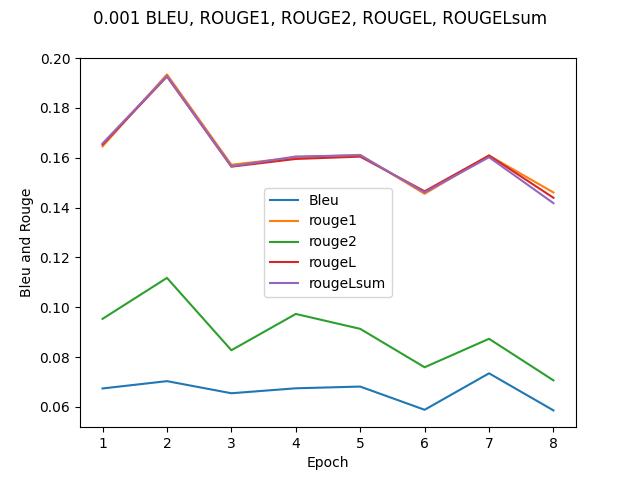 0.001 BLEU, ROUGE1, ROUGE2, ROUGEL, ROUGELsum
0.20
0.18
0.16
0.14
0.12
0.10
0.08
0.06
Bleu and Rouge
Bleu
rouge1
rouge2
rougeL
rougeLsum
1 2 3 4 5 6 7 8
Epoch